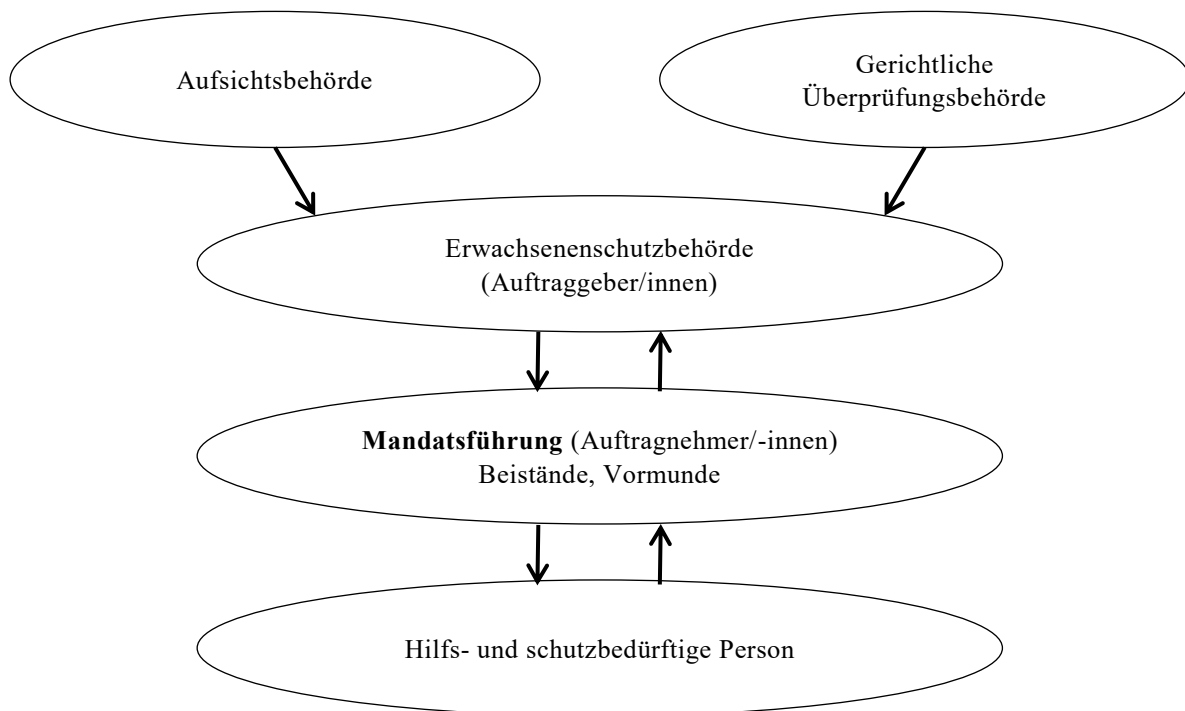 Aufsichtsbehörde
Gerichtliche
Überprüfungsbehörde
Erwachsenenschutzbehörde
(Auftraggeber/innen)
Mandatsführung (Auftragnehmer/-innen)
Beistände, Vormunde
Hilfs- und schutzbedürftige Person